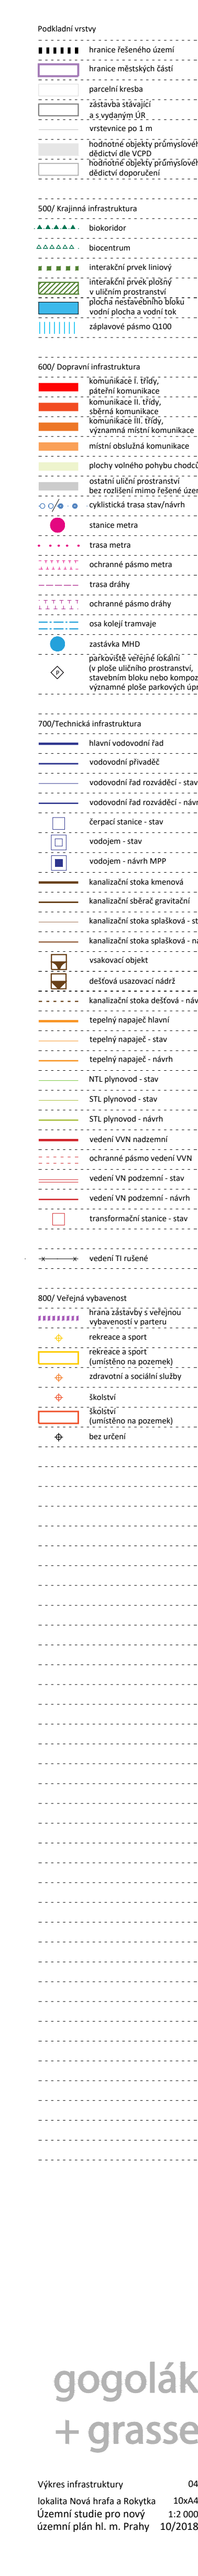 Podkladní vrstvy
hranice řešeného území
hranice městských částí
parcelní kresba
zástavba stávající
a s vydaným ÚR
vrstevnice po 1 m
hodnotné objekty
dědictví dle VCPD
hodnotné objekty
dědictví doporučení
500/ Krajinná infrastruktura
biokoridor
biocentrum
interakční prvek liniový
interakční prvek plošný
v uličním prostranství
plocha nestavebního bloku
vodní plocha a vodní tok
záplavové pásmo Q100
600/ Dopravní infrastruktura
komunikace I. třídy,
páteřní komunikace
komunikace II. třídy,
sběrná komunikace
komunikace III. třídy,
významná místní komunikace
místní obslužná komunikace
plochy volného pohybu chodců
ostatní uliční prostranství
bez rozlišení mimo řešené
cyklistická trasa stav/návrh
stanice metra
trasa metra
ochranné pásmo metra
trasa dráhy
ochranné pásmo dráhy
osa kolejí tramvaje
zastávka MHD
P
parkoviště veřejné lokální
(v ploše uličního prostranství,
stavebním bloku nebo
významné ploše parkových
700/Technická infrastruktura
hlavní vodovodní řad
vodovodní přivaděč
vodovodní řad rozváděcí - stav
vodovodní řad rozváděcí -
čerpací stanice - stav
vodojem - stav
vodojem - návrh MPP
kanalizační stoka kmenová
kanalizační sběrač gravitační
kanalizační stoka splašková -
kanalizační stoka splašková -
vsakovací objekt
dešťová usazovací nádrž
kanalizační stoka dešťová -
tepelný napaječ hlavní
tepelný napaječ - stav
tepelný napaječ - návrh
NTL plynovod - stav
STL plynovod - stav
STL plynovod - návrh
vedení VVN nadzemní
ochranné pásmo vedení VVN
vedení VN podzemní - stav
vedení VN podzemní - návrh
transformační stanice - stav
vedení TI rušené
800/ Veřejná vybavenost
hrana zástavby s veřejnou
vybaveností v parteru
rekreace a sport
rekreace a sport
(umístěno na pozemek)
zdravotní a sociální služby
školství
školství
(umístěno na pozemek)
bez určení
gogolák
+ grasse
Výkres infrastruktury 04
lokalita Nová hrafa a Rokytka 10xA4
Územní studie pro nový 1:2 000
územní plán hl. m. Prahy 10/2018